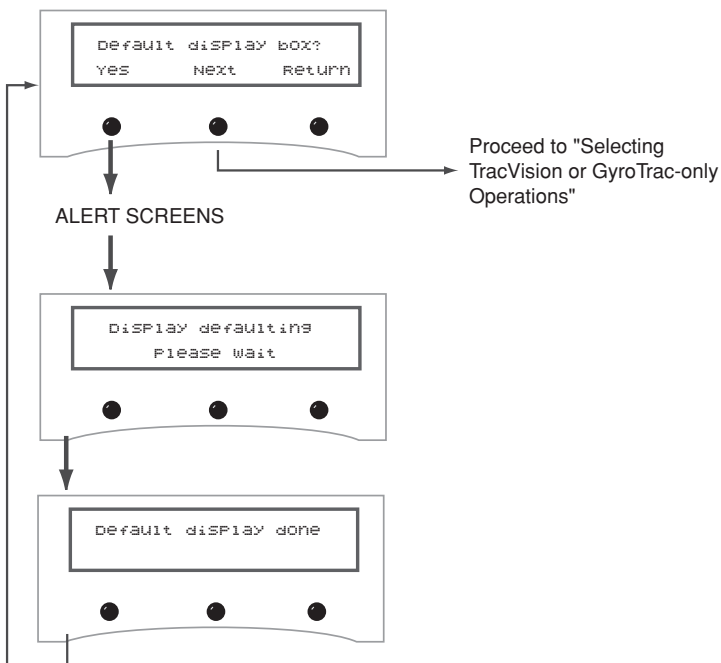 Default display box?
Yes Next Return
Proceed to "Selecting
TracVision or GyroTrac-only
Operations"
ALERT SCREENS
Display defaulting
Please Wait
Default display done